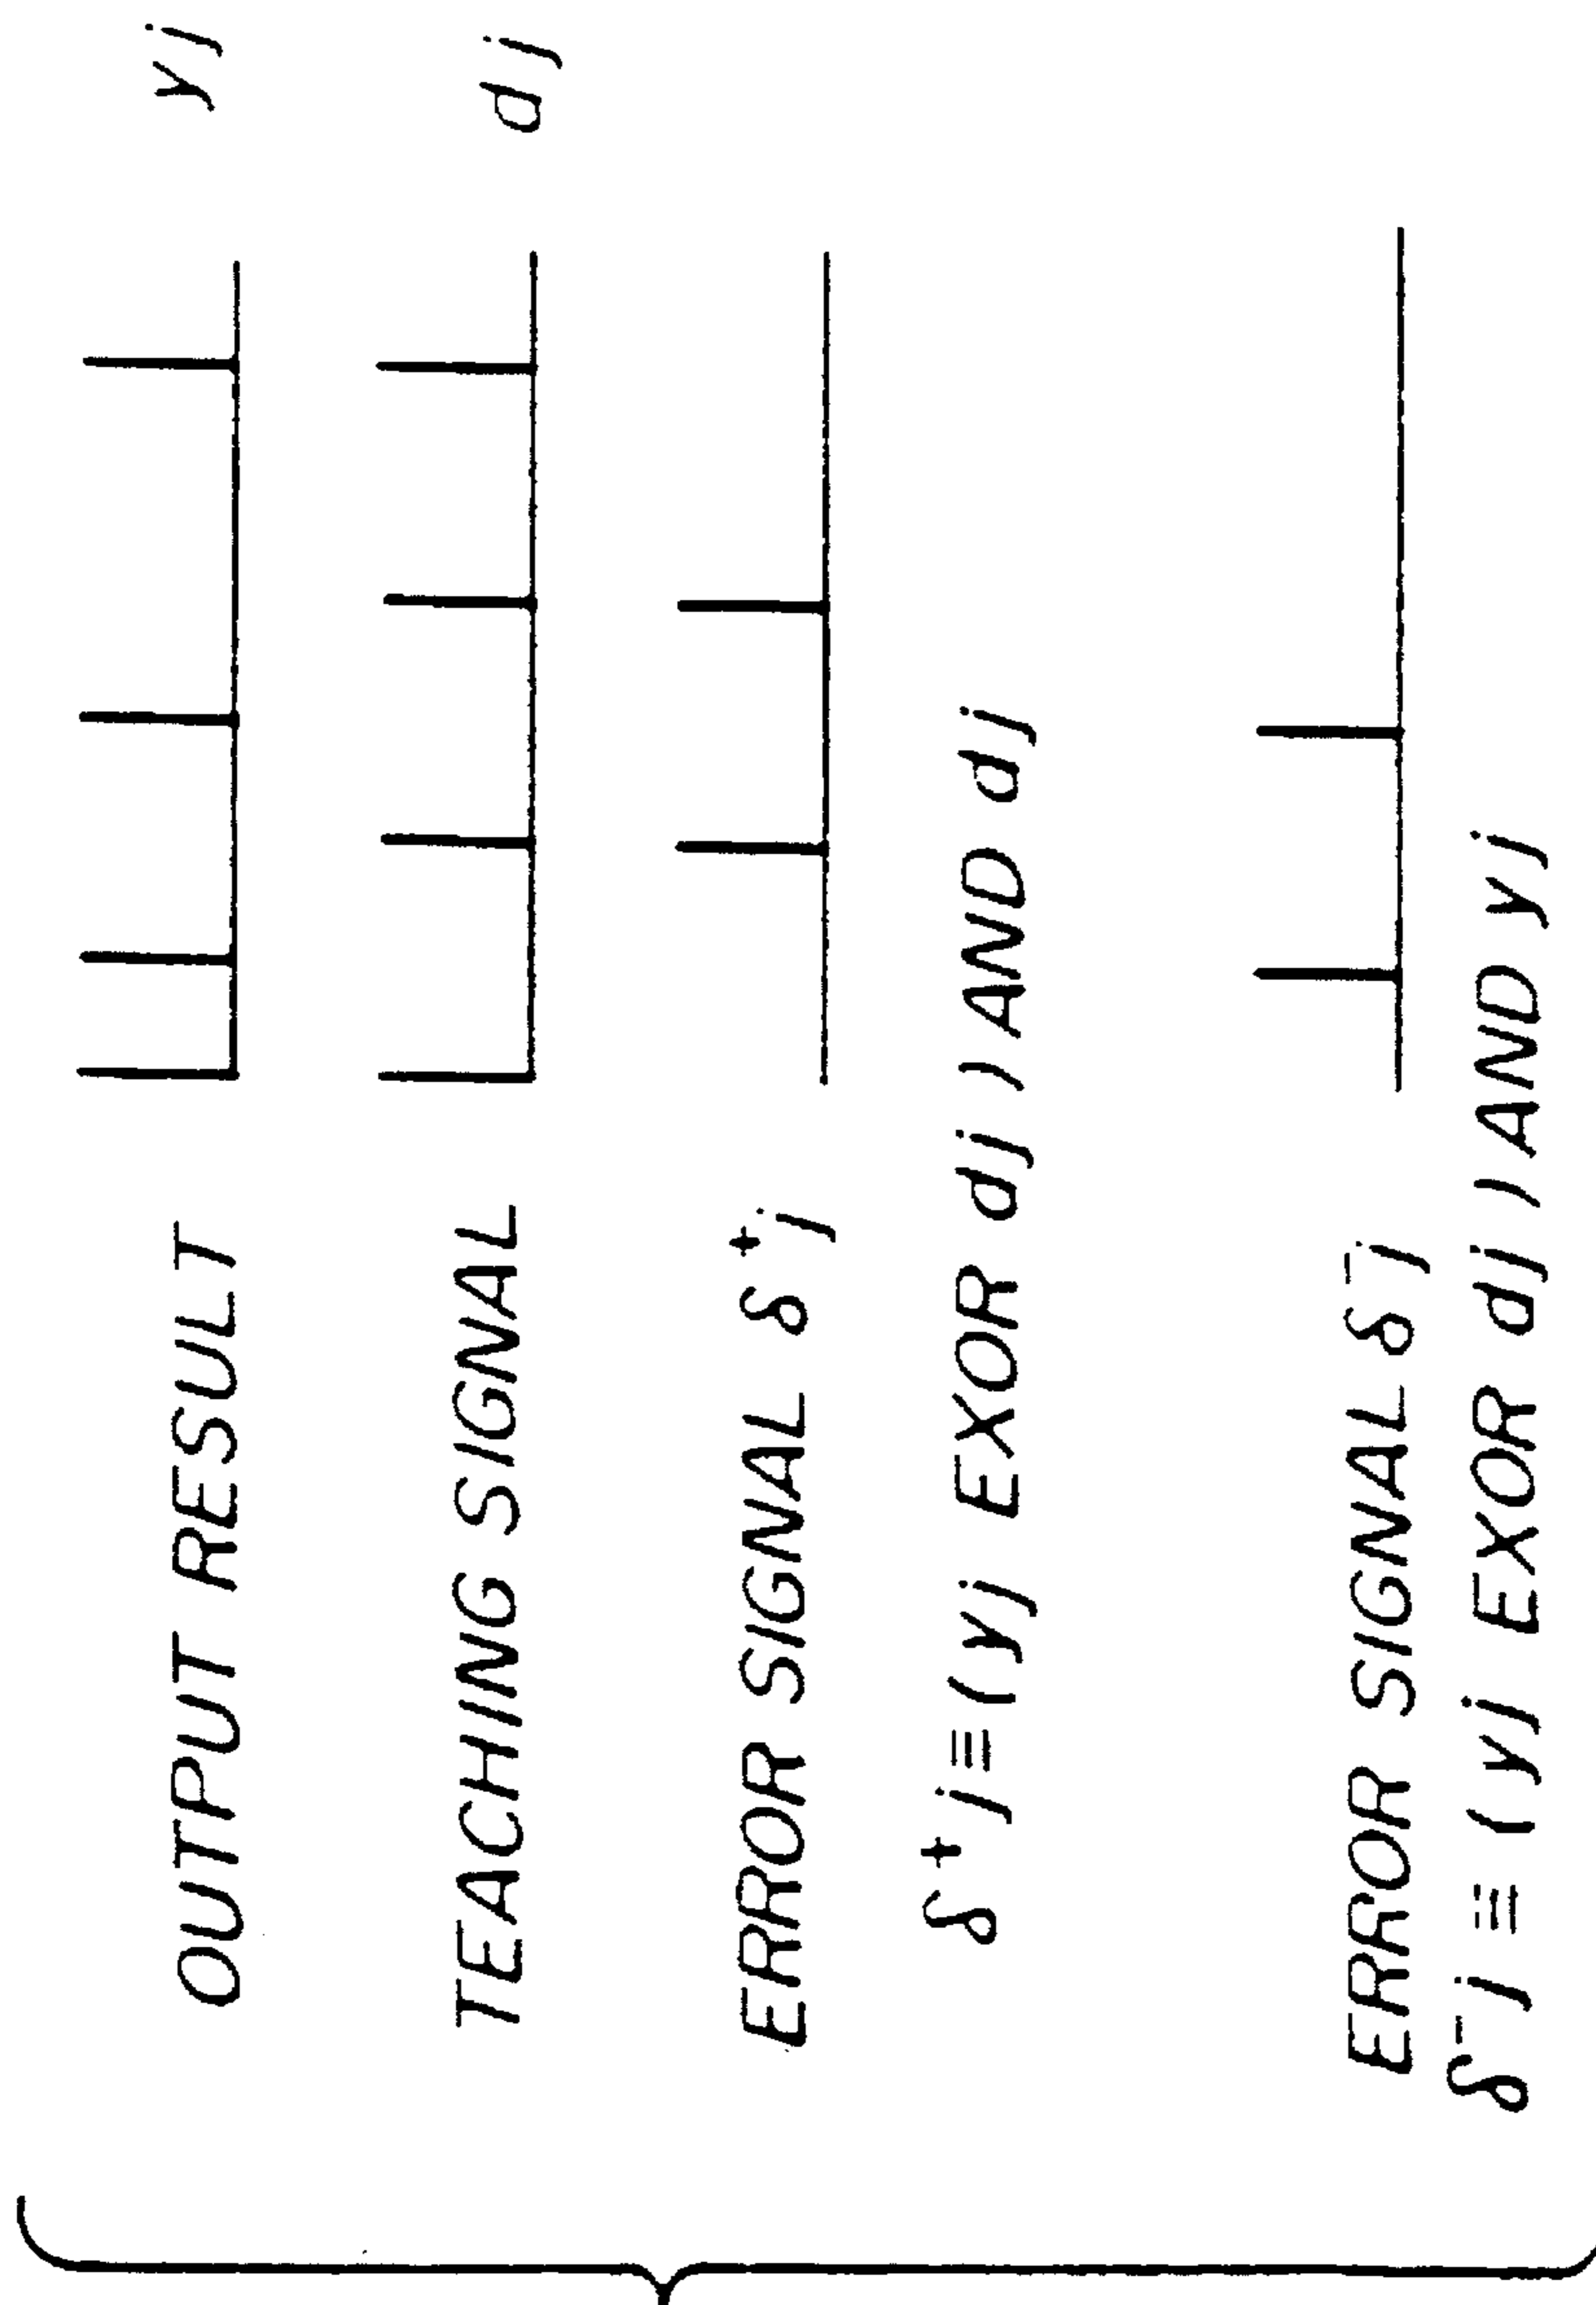 OUTPUT RESULT yj
TEACHING SIGNAL dj
ERROR SIGNAL δ⁺j
δ⁺j≡(yj EXOR dj) AND dj
ERROR SIGNAL δ⁻j
δ⁻j≡(yj EXOR dj) AND yj